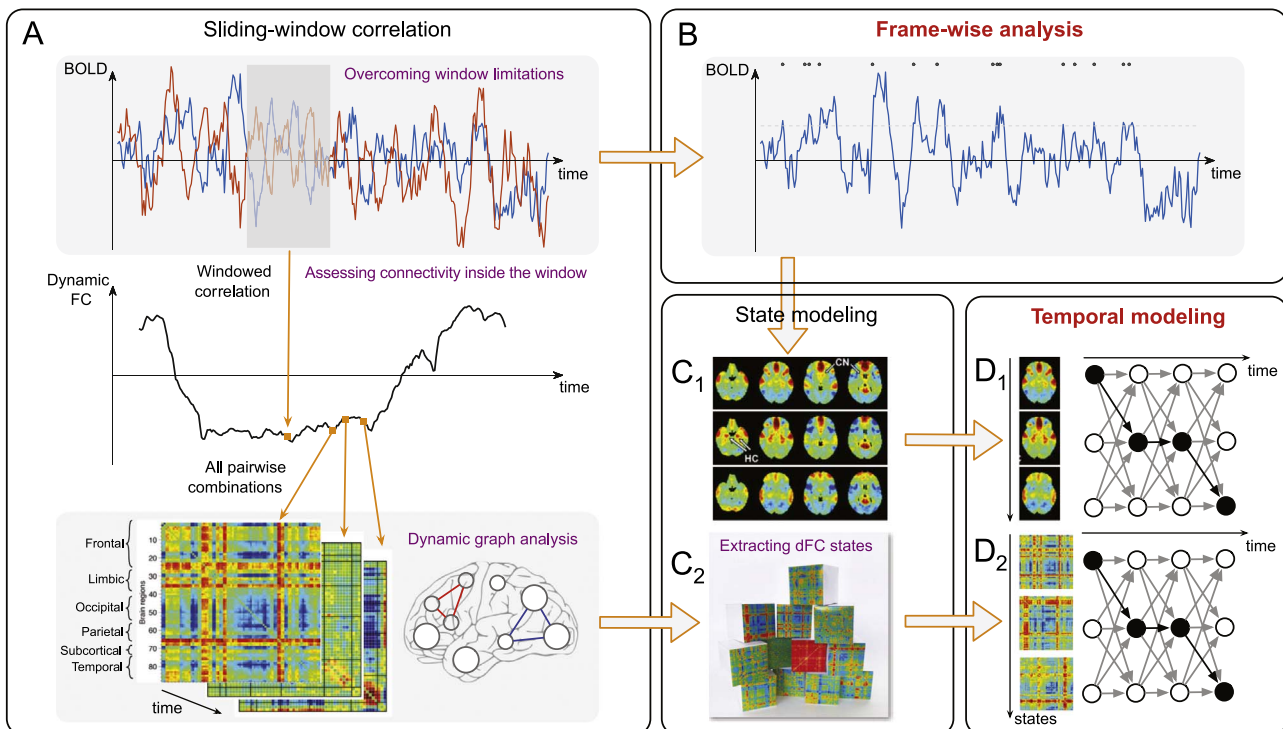 A
Sliding-window correlation
BOLD
Overcoming window limitations
time
Windowed
correlation
Assessing connectivity inside the window
Dynamic
FC
time
All pairwise
combinations
Frontal
Limbic
Occipital
Parietal
Subcortical
Temporal
Brain regions
10
20
30
40
50
60
70
80
time
Dynamic graph analysis
B
Frame-wise analysis
BOLD
time
State modeling
C1
CN
HC
C2
Extracting dFC states
Temporal modeling
D1
time
D2
time
states